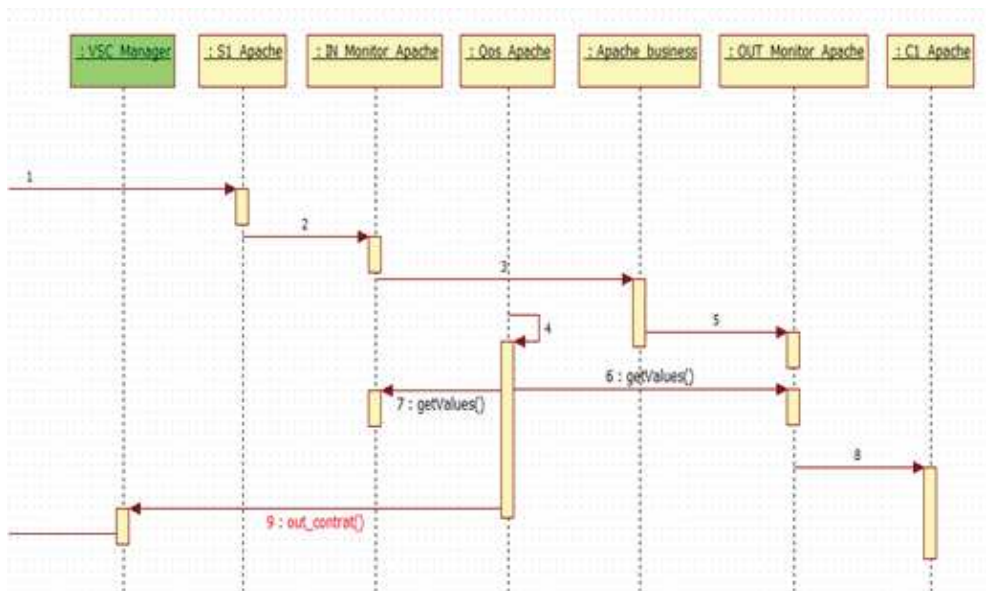 : VSC Manager
: S1 Apache
: IN Monitor Apache
: Qos Apache
: Apache business
: OUT Monitor Apache
: C1 Apache
1
2
3
4
5
6 : getValues()
7 : getValues()
8
9 : out_contrat()